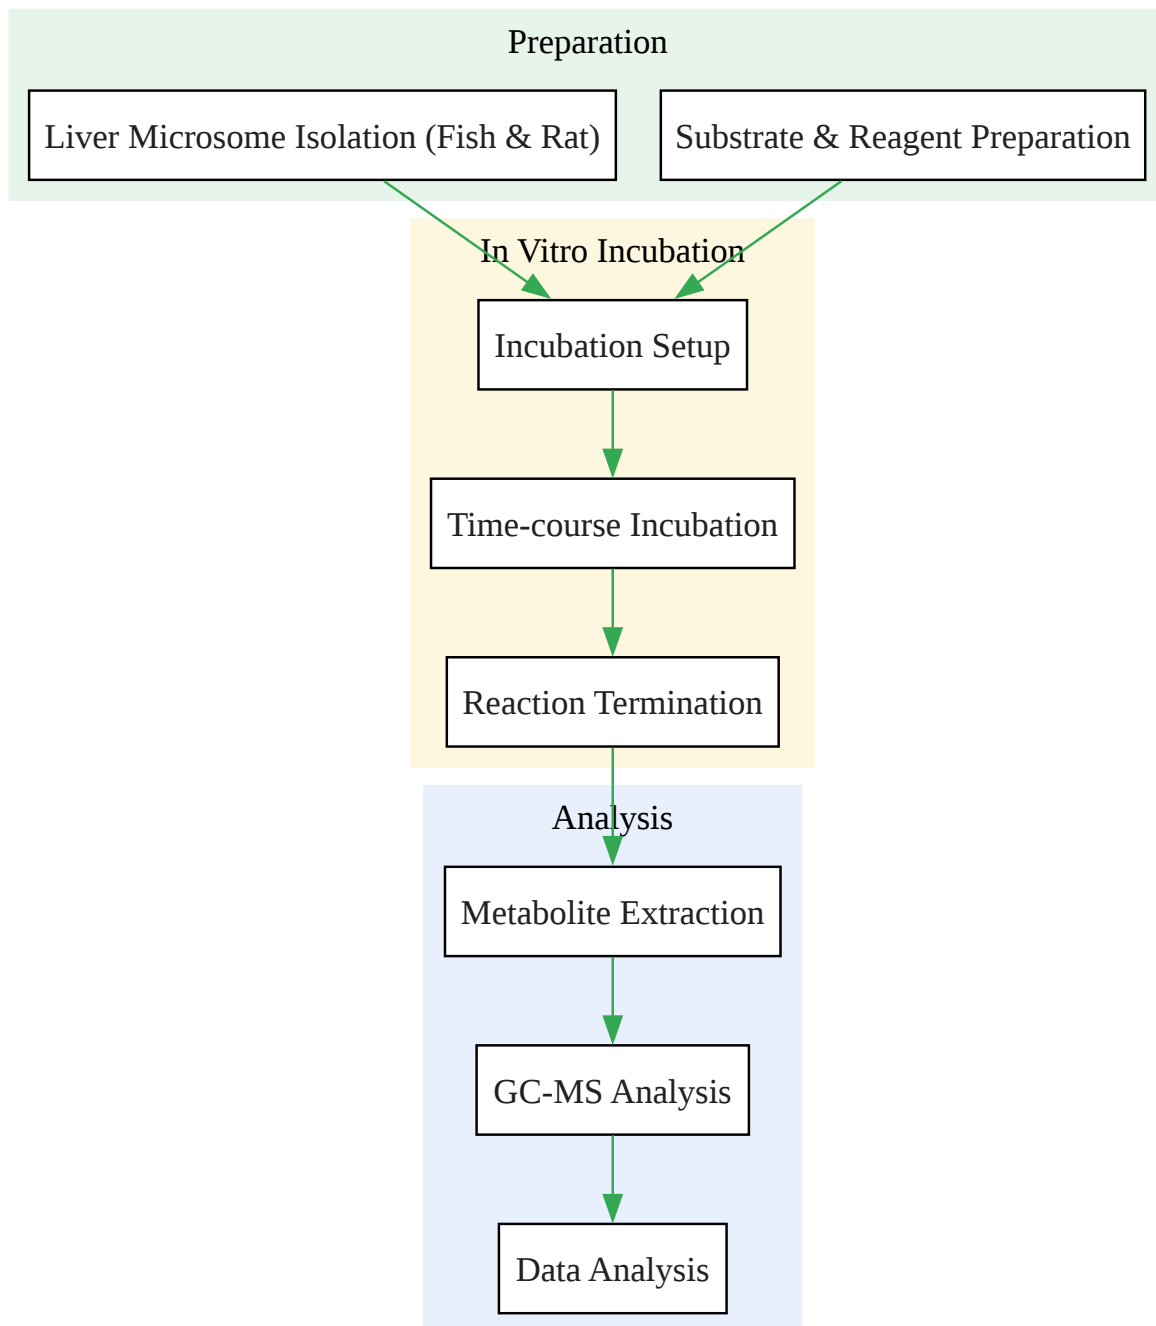 Preparation
Liver Microsome Isolation (Fish & Rat)
Substrate & Reagent Preparation
In Vitro Incubation
Incubation Setup
Time-course Incubation
Reaction Termination
Analysis
Metabolite Extraction
GC-MS Analysis
Data Analysis